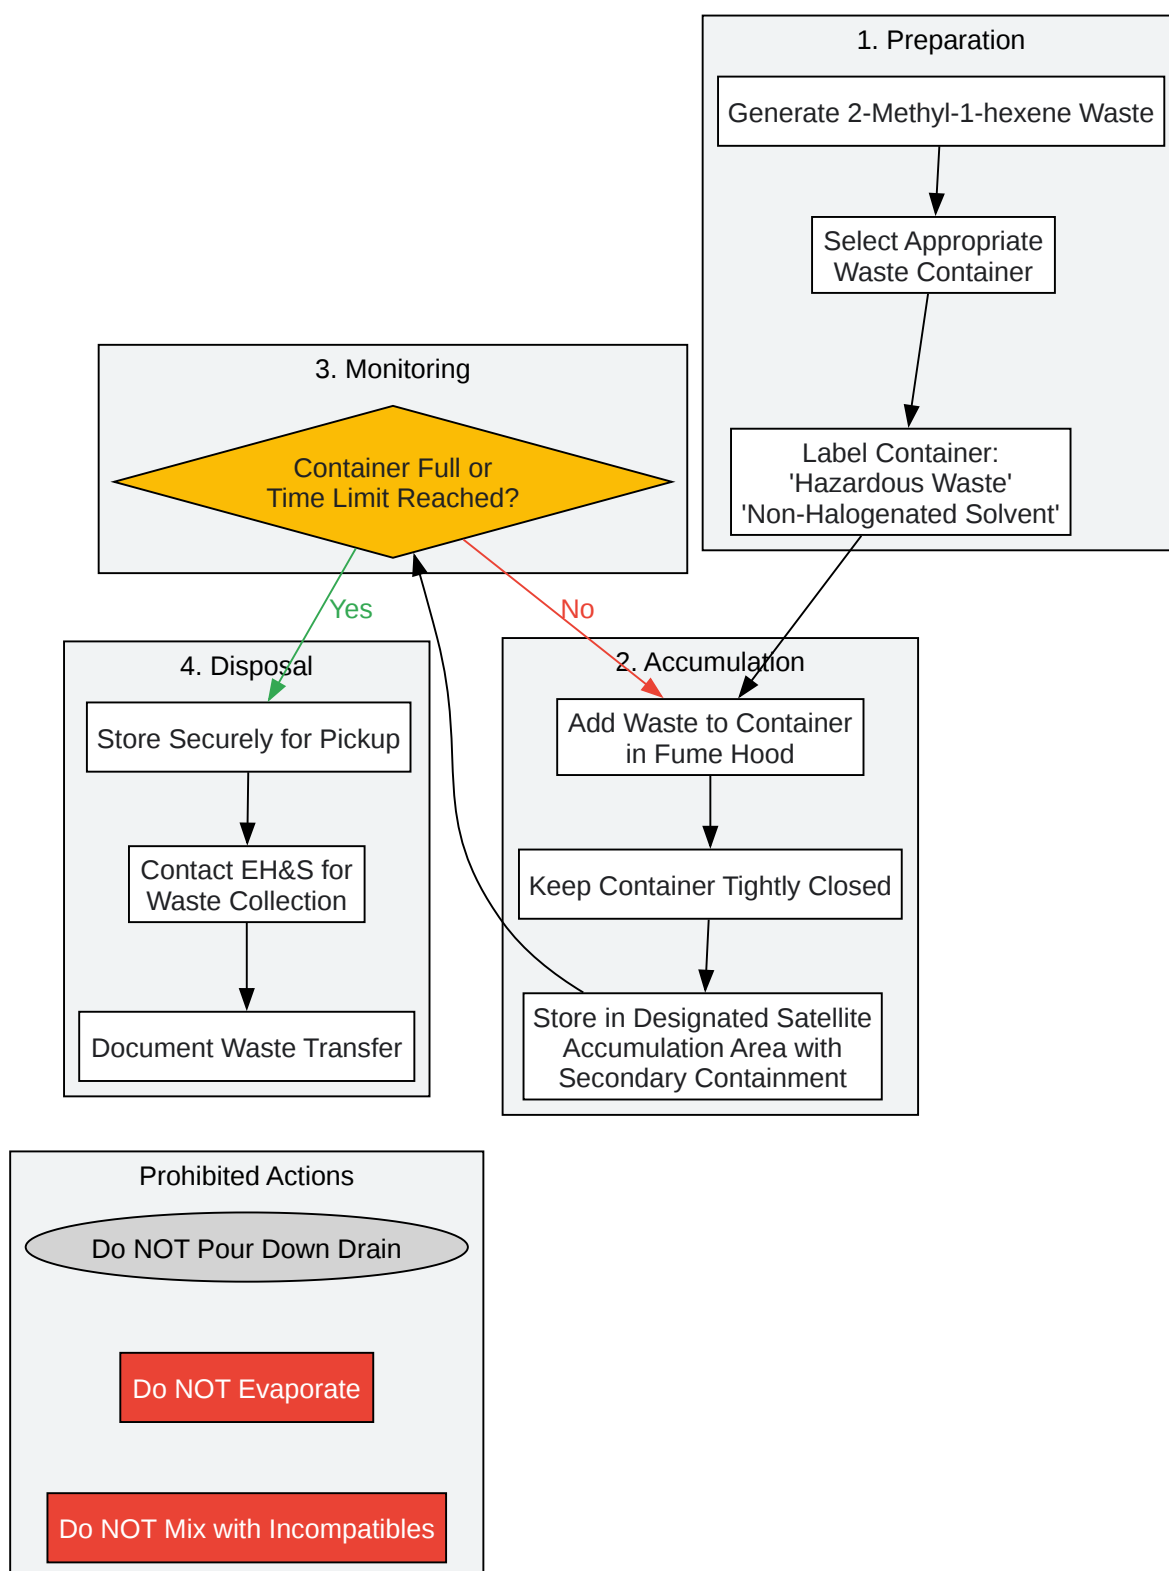 1. Preparation
Generate 2-Methyl-1-hexene Waste
Select Appropriate
Waste Container
Label Container:
'Hazardous Waste'
'Non-Halogenated Solvent'
3. Monitoring
Container Full or
Time Limit Reached?
Yes
No
2. Accumulation
Add Waste to Container
in Fume Hood
Keep Container Tightly Closed
Store in Designated Satellite
Accumulation Area with
Secondary Containment
4. Disposal
Store Securely for Pickup
Contact EH&S for
Waste Collection
Document Waste Transfer
Prohibited Actions
Do NOT Pour Down Drain
Do NOT Evaporate
Do NOT Mix with Incompatibles